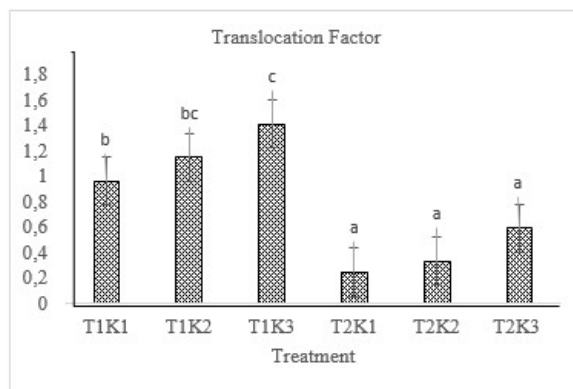 Translocation Factor
1,8
1,6
1,4
1,2
1
0,8
0,6
0,4
0,2
0
b
bc
c
a
a
a
T1K1 T1K2 T1K3 T2K1 T2K2 T2K3
Treatment